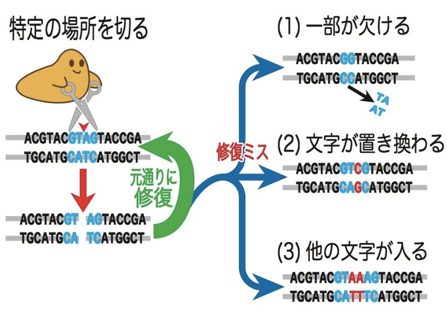 特定の場所を切る
ACGTACGTAGTACCGA
TGCATGCATCATGGCT
ACGTACGT AGTACCGA
TGCATGCA TCATGGCT
元通りに
修復
修復ミス
(1) 一部が欠ける
ACGTACGGTACCGA
TGCATGCCATGGCT
TA
AT
(2) 文字が置き換わる
ACGTACGTCGTACCGA
TGCATGCAGCATGGCT
(3) 他の文字が入る
ACGTACGTAAAGTACCGA
TGCATGCATTTCATGGCT